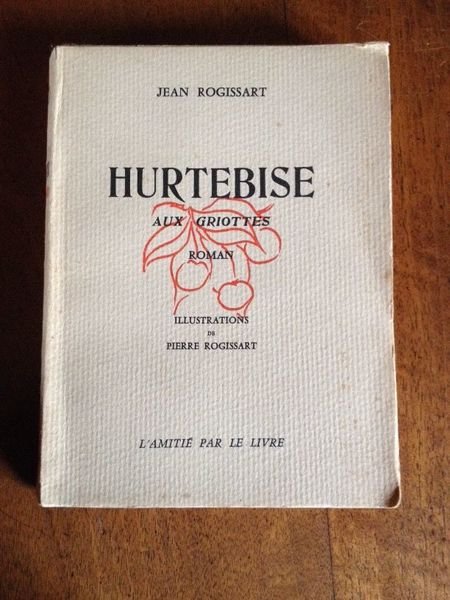 JEAN ROGISSART
HURTEBISE
AUX GRIOTTES
ROMAN
ILLUSTRATIONS
DE
PIERRE ROGISSART
L'AMITIÉ PAR LE LIVRE